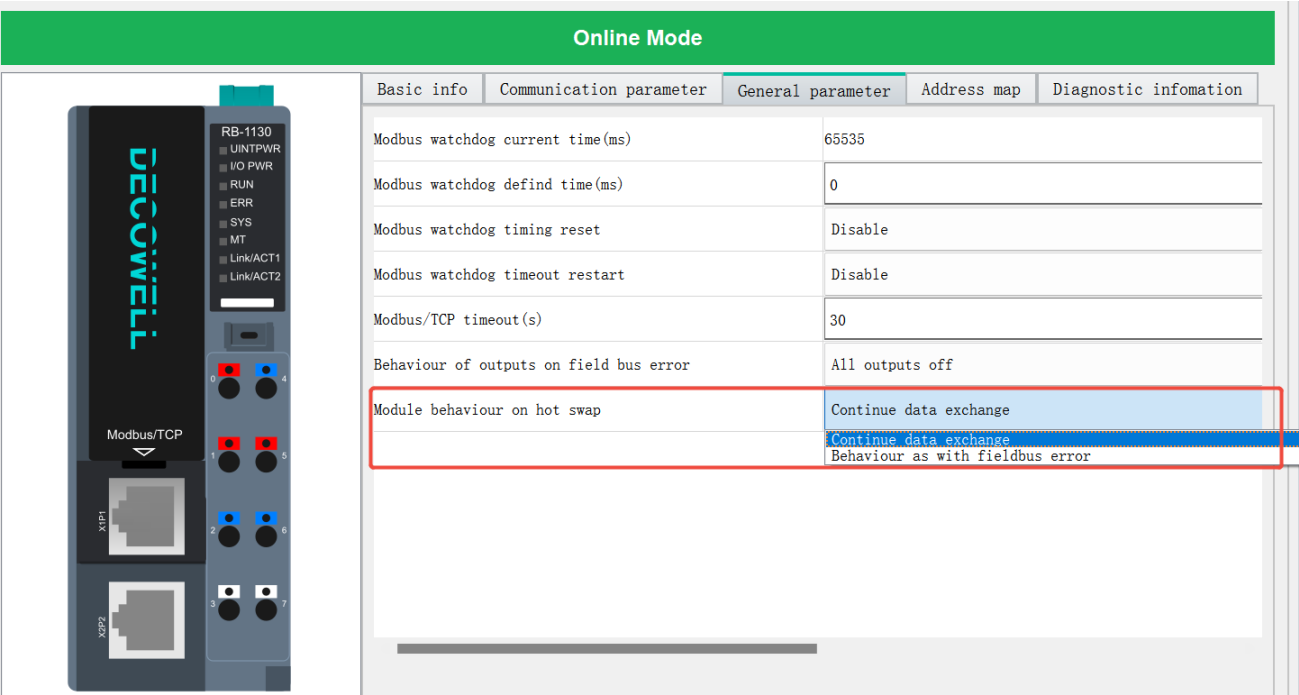 Online Mode
Basic info
Communication parameter
General parameter
Address map
Diagnostic infomation
Modbus watchdog current time(ms)
65535
Modbus watchdog defind time(ms)
0
Modbus watchdog timing reset
Disable
Modbus watchdog timeout restart
Disable
Modbus/TCP timeout(s)
30
Behaviour of outputs on field bus error
All outputs off
Module behaviour on hot swap
Continue data exchange
Continue data exchange
Behaviour as with fieldbus error
DECOWELL
RB-1130
UINTPWR
I/O PWR
RUN
ERR
SYS
MT
Link/ACT1
Link/ACT2
0
4
1
5
2
6
3
7
Modbus/TCP
X1P1
X2P2